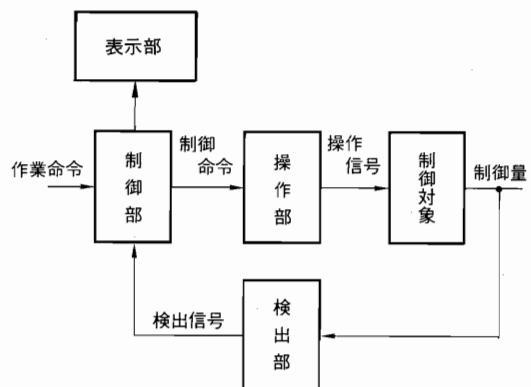 表示部
作業命令
制御部
制御
命令
操作部
操作
信号
制御対象
制御量
検出信号
検出部